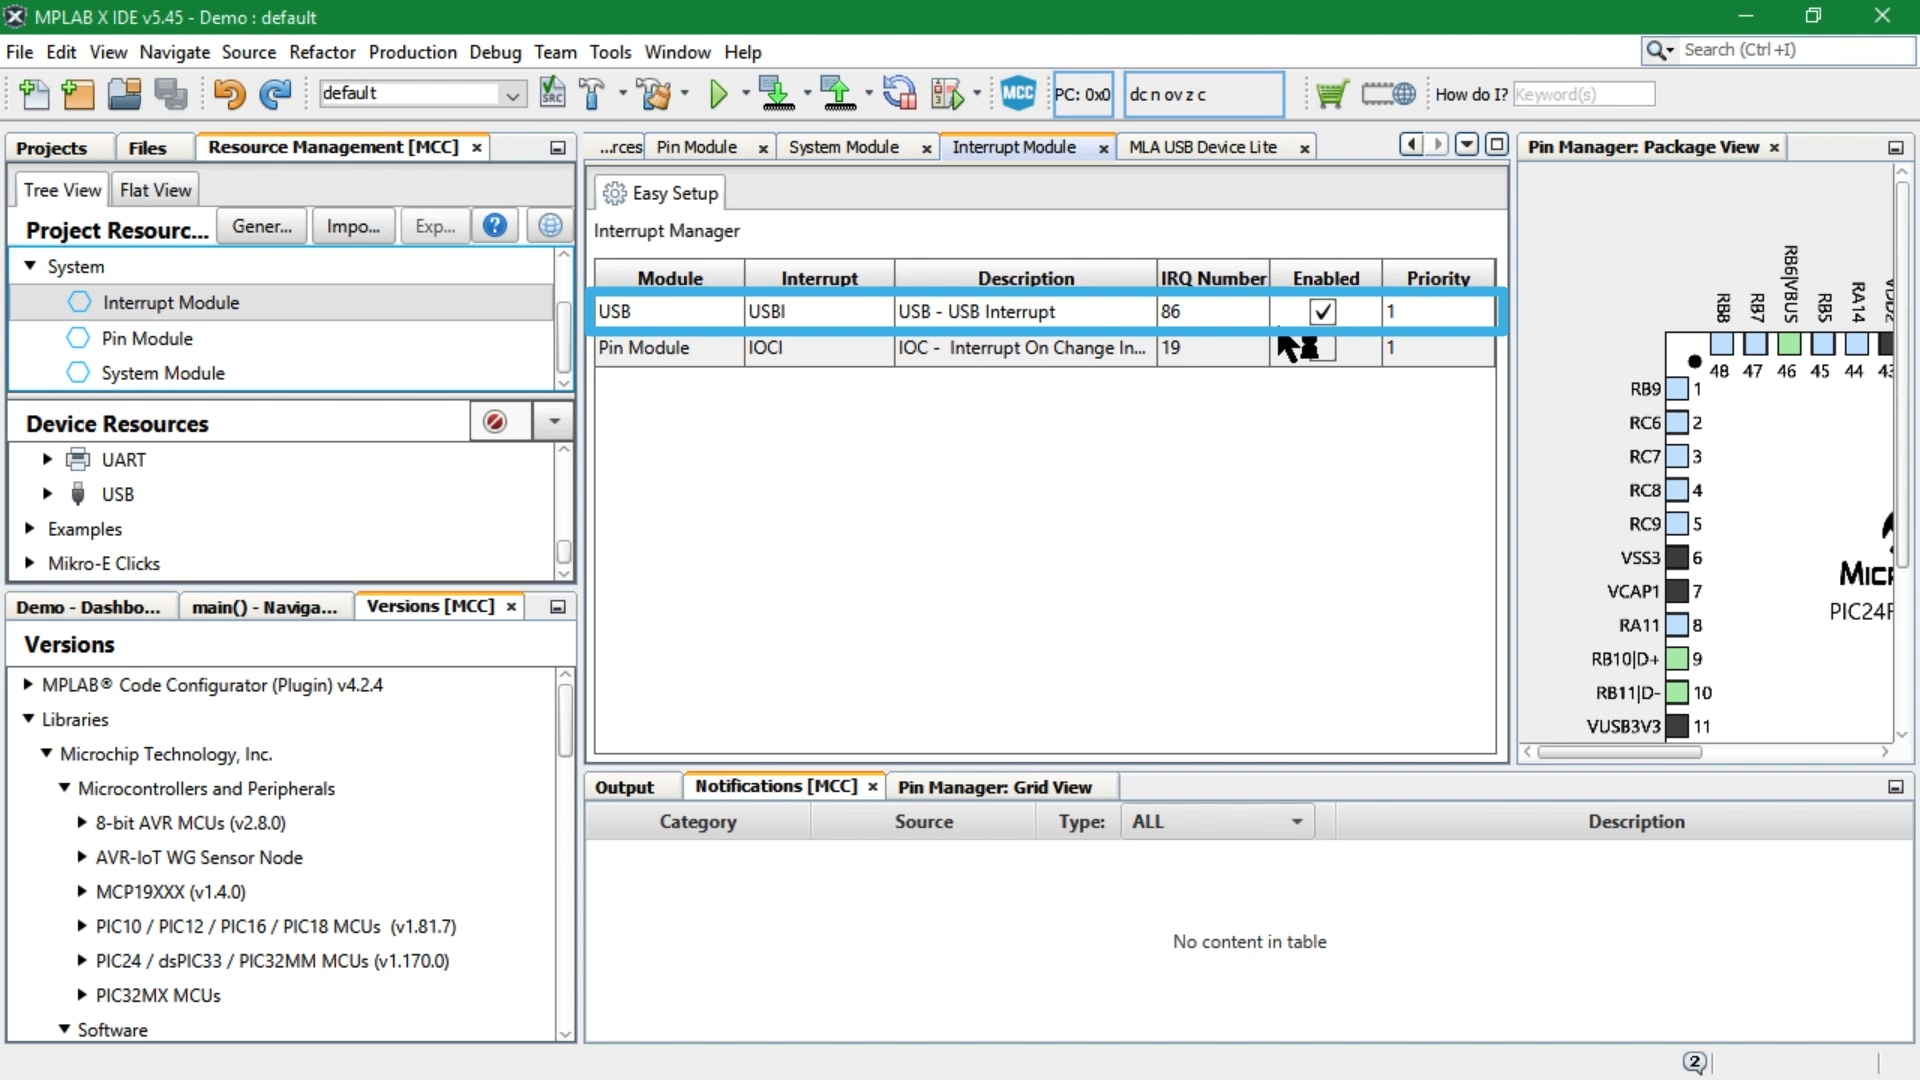 MPLAB X IDE v5.45 - Demo : default
File Edit View Navigate Source Refactor Production Debug Team Tools Window Help
Search (Ctrl+I)
default
SRC
MCC
PC: 0x0
dc n ov z c
How do I?
Keyword(s)
Projects
Files
Resource Management [MCC]
Tree View
Flat View
Project Resourc...
Gener...
Impo...
Exp...
System
Interrupt Module
Pin Module
System Module
Device Resources
UART
USB
Examples
Mikro-E Clicks
Demo - Dashbo...
main() - Naviga...
Versions [MCC]
Versions
MPLAB® Code Configurator (Plugin) v4.2.4
Libraries
Microchip Technology, Inc.
Microcontrollers and Peripherals
8-bit AVR MCUs (v2.8.0)
AVR-IoT WG Sensor Node
MCP19XXX (v1.4.0)
PIC10 / PIC12 / PIC16 / PIC18 MCUs (v1.81.7)
PIC24 / dsPIC33 / PIC32MM MCUs (v1.170.0)
PIC32MX MCUs
Software
...rces
Pin Module
System Module
Interrupt Module
MLA USB Device Lite
Easy Setup
Interrupt Manager
Module Interrupt Description IRQ Number Enabled Priority
USB USBI USB - USB Interrupt 86 1
Pin Module IOCI IOC - Interrupt On Change In... 19 1
Output
Notifications [MCC]
Pin Manager: Grid View
Category Source Type: ALL Description
No content in table
Pin Manager: Package View
RB8 RB7 RB6|VBUS RB5 RA14
48 47 46 45 44 43
RB9 1
RC6 2
RC7 3
RC8 4
RC9 5
VSS3 6
VCAP1 7
RA11 8
RB10|D+ 9
RB11|D- 10
VUSB3V3 11
2